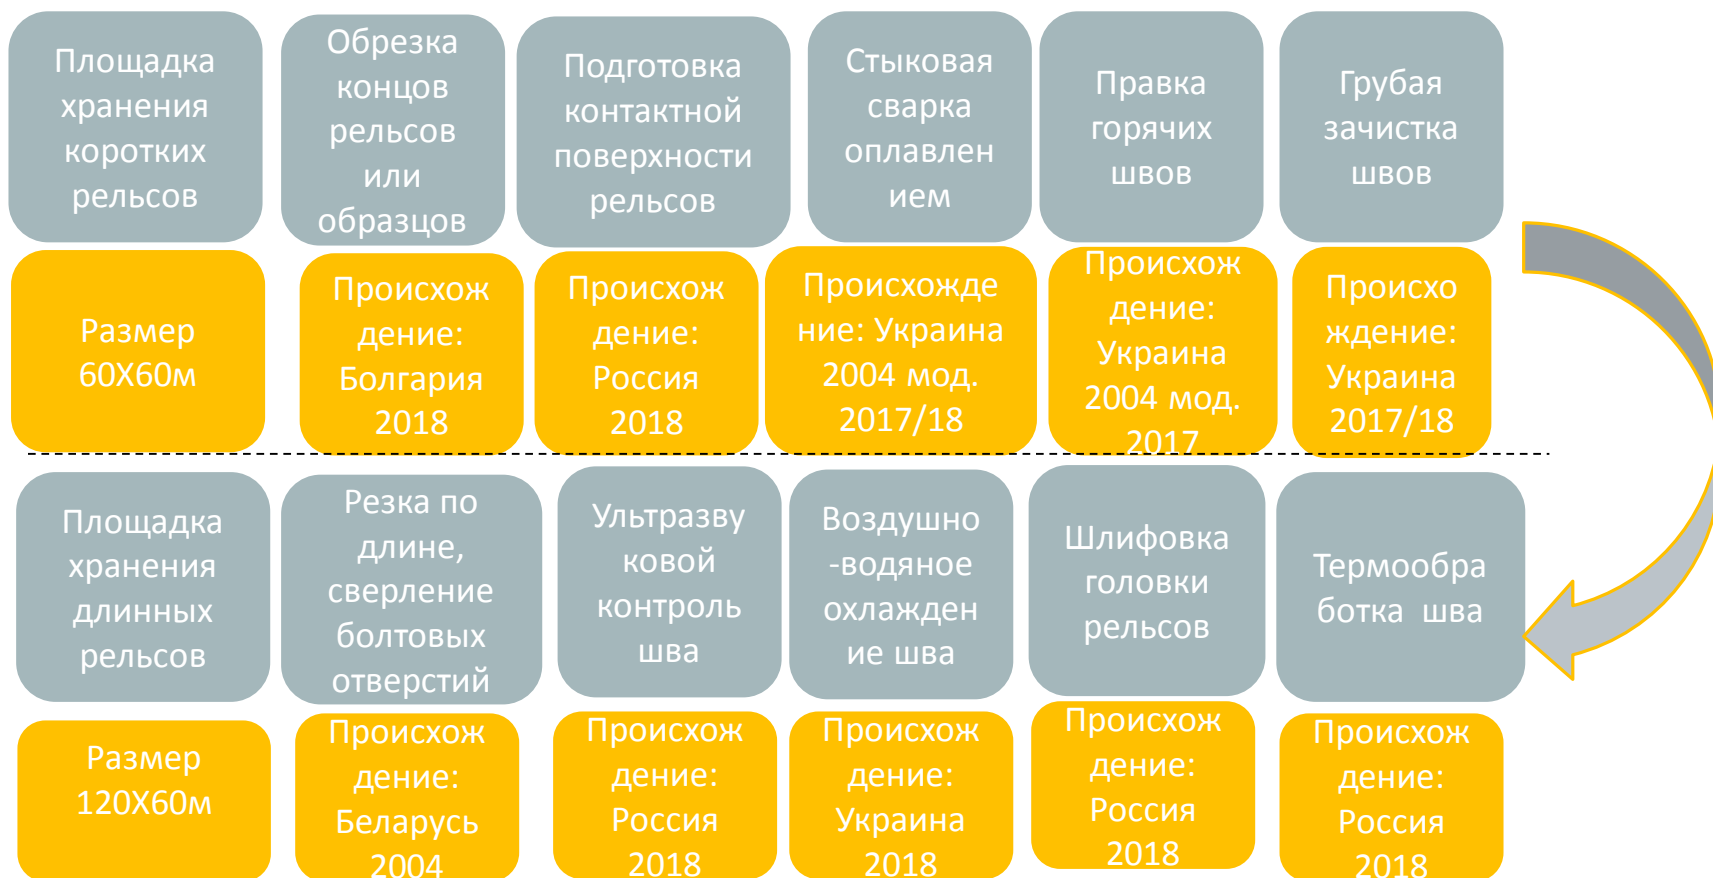 Площадка
хранения
коротких
рельсов
Обрезка
концов
рельсов
или
образцов
Подготовка
контактной
поверхности
рельсов
Стыковая
сварка
оплавлен
ием
Правка
горячих
швов
Грубая
зачистка
швов
Размер
60Х60м
Происхож
дение:
Болгария
2018
Происхож
дение:
Россия
2018
Происхожде
ние: Украина
2004 мод.
2017/18
Происхож
дение:
Украина
2004 мод.
2017
Происхо
ждение:
Украина
2017/18
Площадка
хранения
длинных
рельсов
Резка по
длине,
сверление
болтовых
отверстий
Ультразву
ковой
контроль
шва
Воздушно
-водяное
охлажден
ие шва
Шлифовка
головки
рельсов
Термообра
ботка шва
Размер
120Х60м
Происхож
дение:
Беларусь
2004
Происхож
дение:
Россия
2018
Происхож
дение:
Украина
2018
Происхож
дение:
Россия
2018
Происхож
дение:
Россия
2018